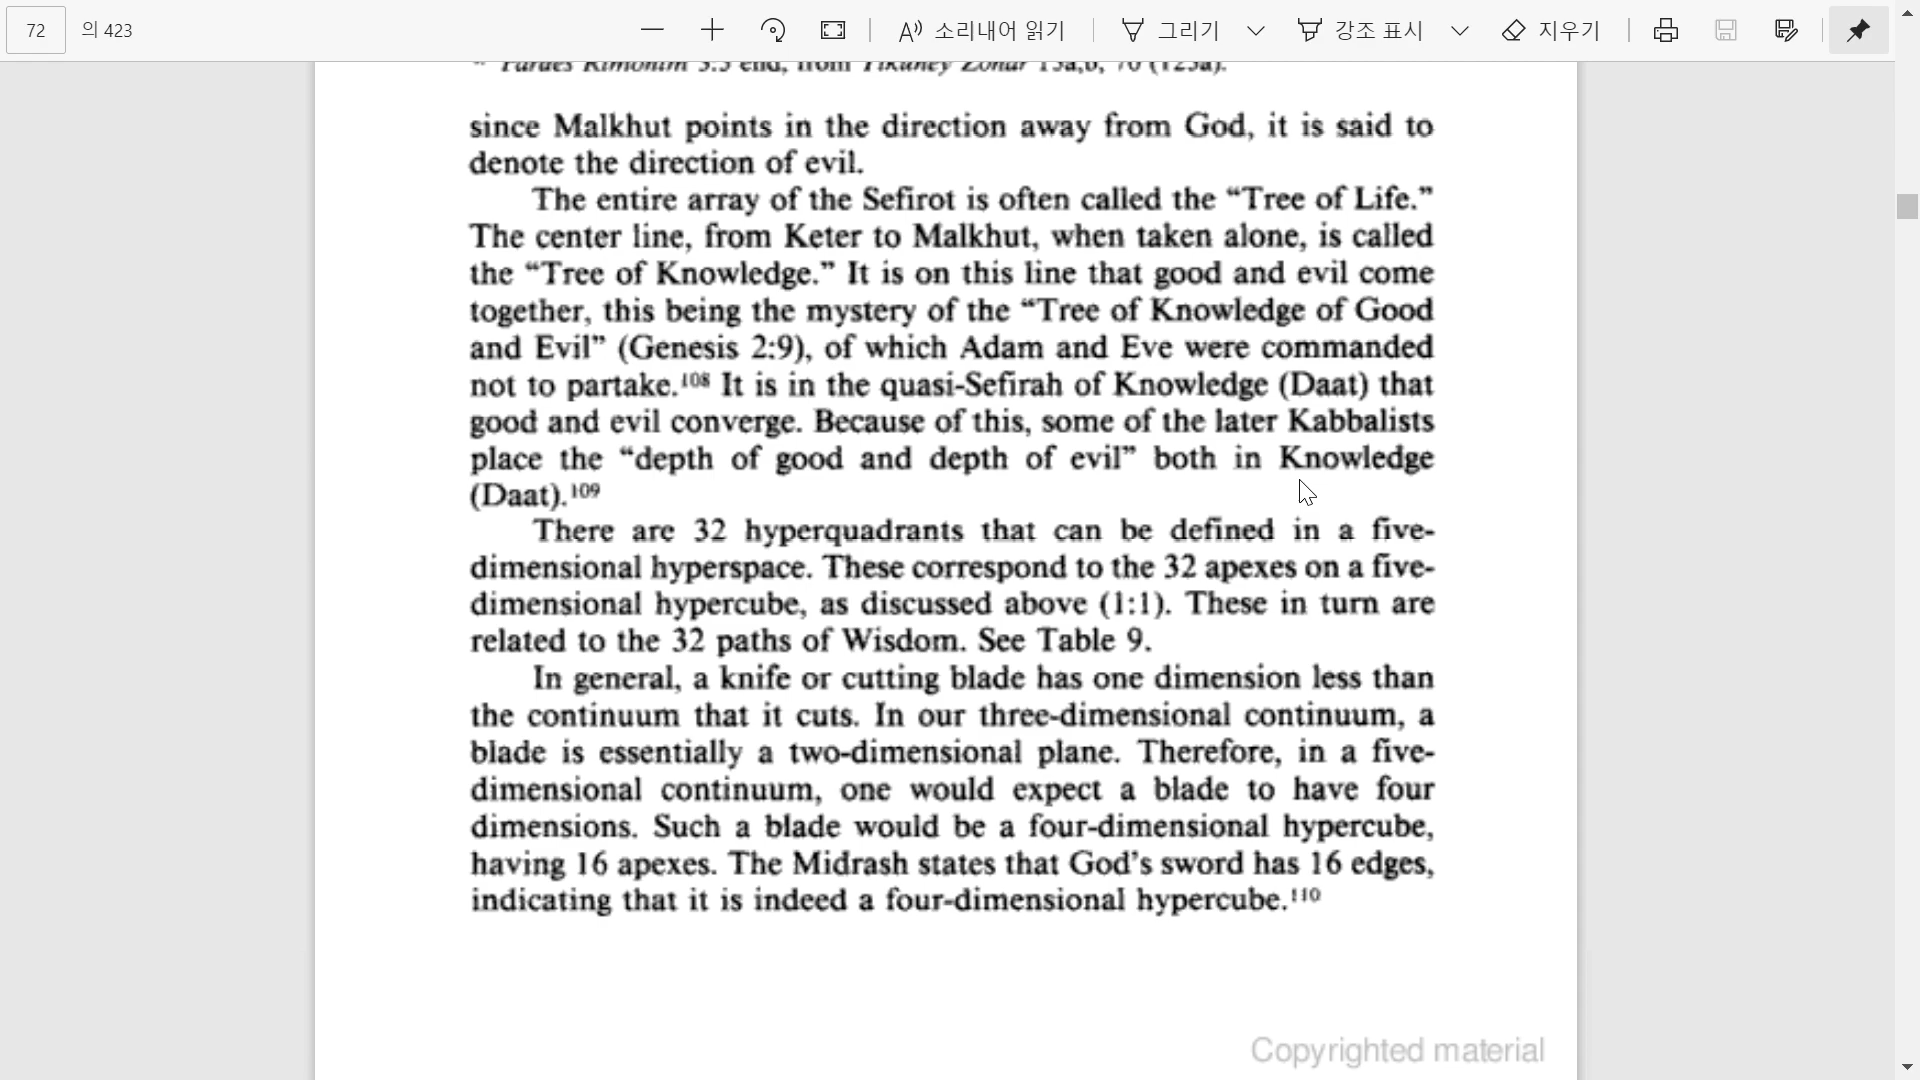 72 의 423
소리내어 읽기
그리기
강조 표시
지우기
Pardes Rimonim 3:5 end, from Tikuney Zohar 15a,b, 70 (125a).
since Malkhut points in the direction away from God, it is said to
denote the direction of evil.
The entire array of the Sefirot is often called the “Tree of Life.”
The center line, from Keter to Malkhut, when taken alone, is called
the “Tree of Knowledge.” It is on this line that good and evil come
together, this being the mystery of the “Tree of Knowledge of Good
and Evil” (Genesis 2:9), of which Adam and Eve were commanded
not to partake.¹⁰⁸ It is in the quasi-Sefirah of Knowledge (Daat) that
good and evil converge. Because of this, some of the later Kabbalists
place the “depth of good and depth of evil” both in Knowledge
(Daat).¹⁰⁹
There are 32 hyperquadrants that can be defined in a five-
dimensional hyperspace. These correspond to the 32 apexes on a five-
dimensional hypercube, as discussed above (1:1). These in turn are
related to the 32 paths of Wisdom. See Table 9.
In general, a knife or cutting blade has one dimension less than
the continuum that it cuts. In our three-dimensional continuum, a
blade is essentially a two-dimensional plane. Therefore, in a five-
dimensional continuum, one would expect a blade to have four
dimensions. Such a blade would be a four-dimensional hypercube,
having 16 apexes. The Midrash states that God’s sword has 16 edges,
indicating that it is indeed a four-dimensional hypercube.¹¹⁰
Copyrighted material